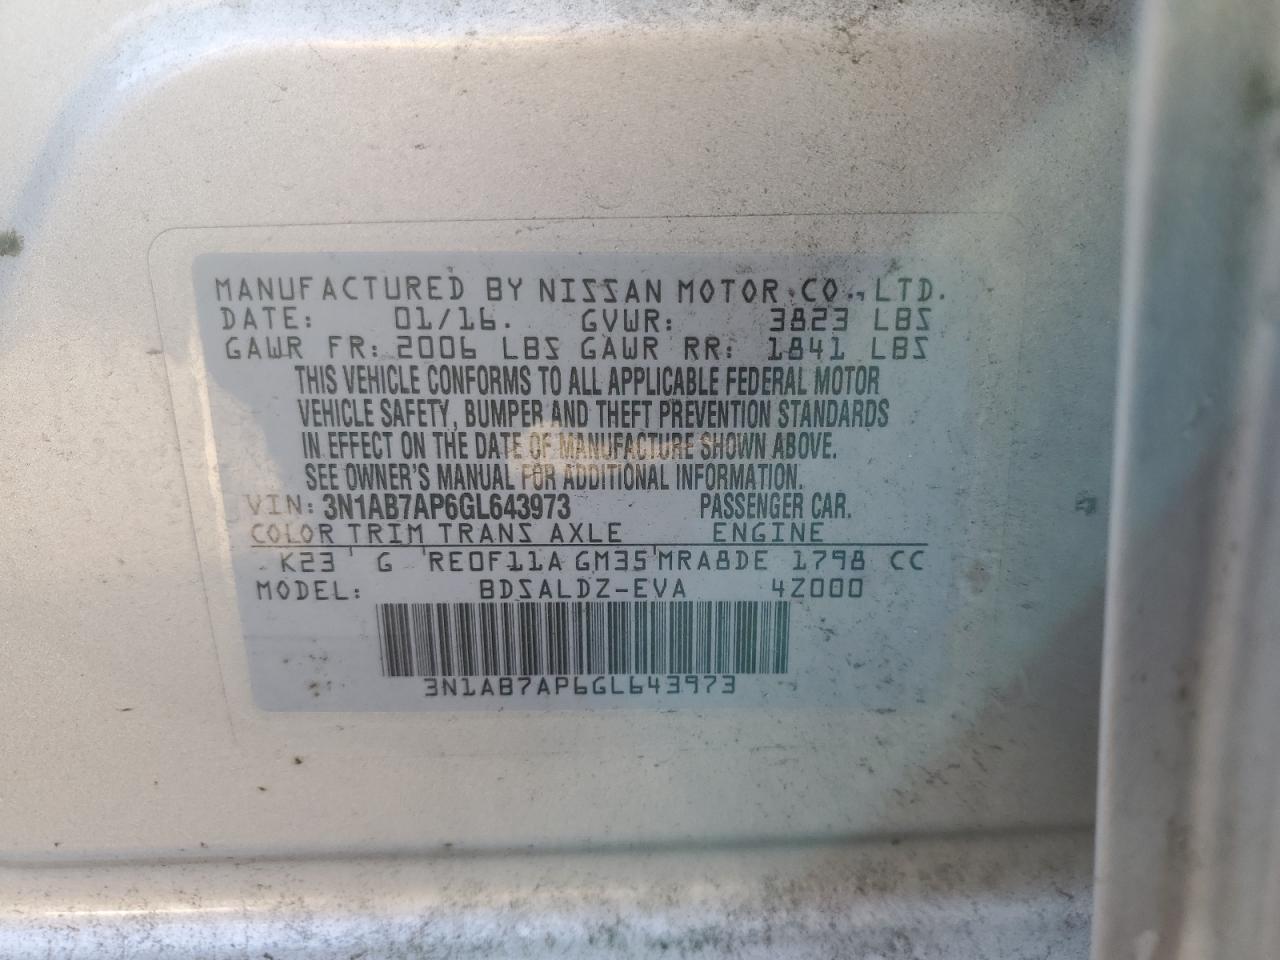 MANUFACTURED BY NISSAN MOTOR CO., LTD.
DATE: 01/16. GVWR: 3823 LBS
GAWR FR: 2006 LBS GAWR RR: 1841 LBS
THIS VEHICLE CONFORMS TO ALL APPLICABLE FEDERAL MOTOR
VEHICLE SAFETY, BUMPER AND THEFT PREVENTION STANDARDS
IN EFFECT ON THE DATE OF MANUFACTURE SHOWN ABOVE.
SEE OWNER'S MANUAL FOR ADDITIONAL INFORMATION.
VIN: 3N1AB7AP6GL643973 PASSENGER CAR.
COLOR TRIM TRANS AXLE ENGINE
K23 G RE0F11A GM35 MRA8DE 1798 CC
MODEL: BDSALDZ-EVA 4Z000
3N1AB7AP6GL643973